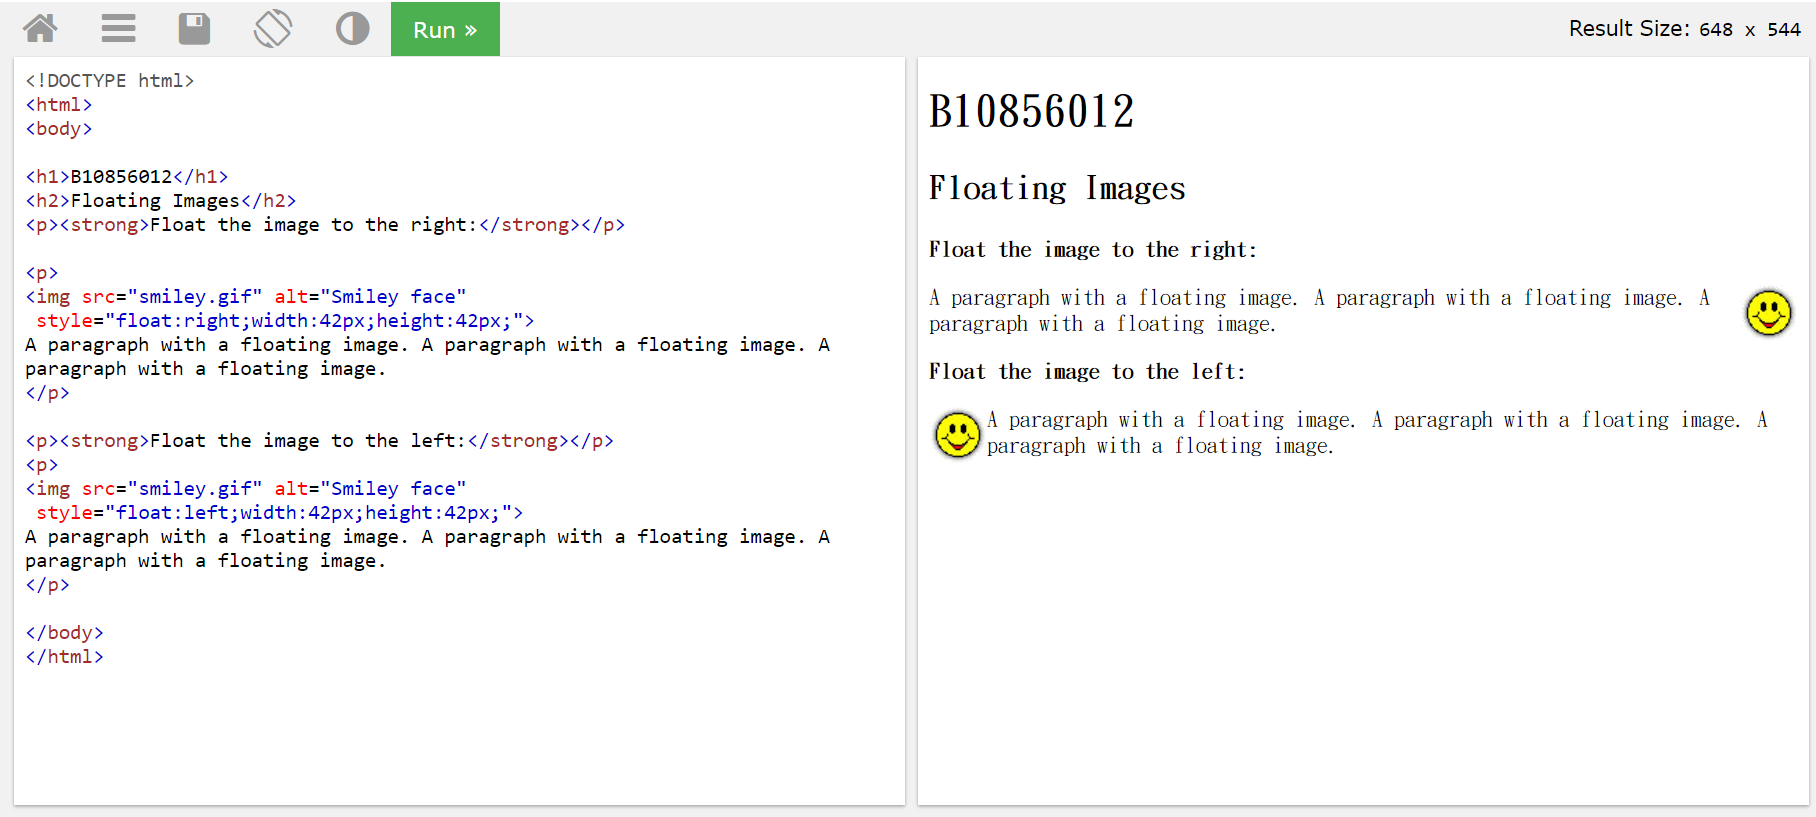 Run »
Result Size: 648 x 544
<!DOCTYPE html>
<html>
<body>
<h1>B10856012</h1>
<h2>Floating Images</h2>
<p><strong>Float the image to the right:</strong></p>
<p>
<img src="smiley.gif" alt="Smiley face"
style="float:right;width:42px;height:42px;">
A paragraph with a floating image. A paragraph with a floating image. A
paragraph with a floating image.
</p>
<p><strong>Float the image to the left:</strong></p>
<p>
<img src="smiley.gif" alt="Smiley face"
style="float:left;width:42px;height:42px;">
A paragraph with a floating image. A paragraph with a floating image. A
paragraph with a floating image.
</p>
</body>
</html>
B10856012
Floating Images
Float the image to the right:
A paragraph with a floating image. A paragraph with a floating image. A
paragraph with a floating image.
Float the image to the left:
A paragraph with a floating image. A paragraph with a floating image. A
paragraph with a floating image.